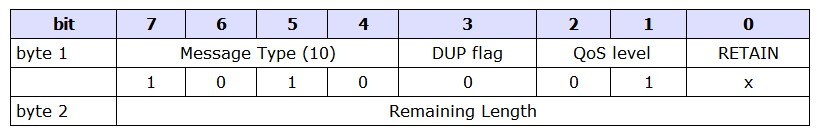 bit 7 6 5 4 3 2 1 0
byte 1 Message Type (10) DUP flag QoS level RETAIN
1 0 1 0 0 0 1 x
byte 2 Remaining Length